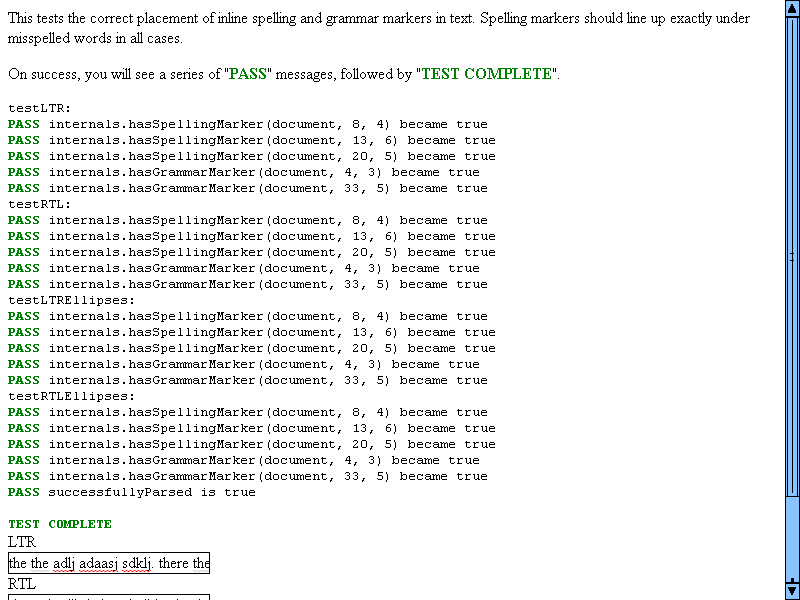 This tests the correct placement of inline spelling and grammar markers in text. Spelling markers should line up exactly under
misspelled words in all cases.
On success, you will see a series of "PASS" messages, followed by "TEST COMPLETE".
testLTR:
PASS internals.hasSpellingMarker(document, 8, 4) became true
PASS internals.hasSpellingMarker(document, 13, 6) became true
PASS internals.hasSpellingMarker(document, 20, 5) became true
PASS internals.hasGrammarMarker(document, 4, 3) became true
PASS internals.hasGrammarMarker(document, 33, 5) became true
testRTL:
PASS internals.hasSpellingMarker(document, 8, 4) became true
PASS internals.hasSpellingMarker(document, 13, 6) became true
PASS internals.hasSpellingMarker(document, 20, 5) became true
PASS internals.hasGrammarMarker(document, 4, 3) became true
PASS internals.hasGrammarMarker(document, 33, 5) became true
testLTREllipses:
PASS internals.hasSpellingMarker(document, 8, 4) became true
PASS internals.hasSpellingMarker(document, 13, 6) became true
PASS internals.hasSpellingMarker(document, 20, 5) became true
PASS internals.hasGrammarMarker(document, 4, 3) became true
PASS internals.hasGrammarMarker(document, 33, 5) became true
testRTLEllipses:
PASS internals.hasSpellingMarker(document, 8, 4) became true
PASS internals.hasSpellingMarker(document, 13, 6) became true
PASS internals.hasSpellingMarker(document, 20, 5) became true
PASS internals.hasGrammarMarker(document, 4, 3) became true
PASS internals.hasGrammarMarker(document, 33, 5) became true
PASS successfullyParsed is true
TEST COMPLETE
LTR
the the adlj adaasj sdklj. there the
RTL